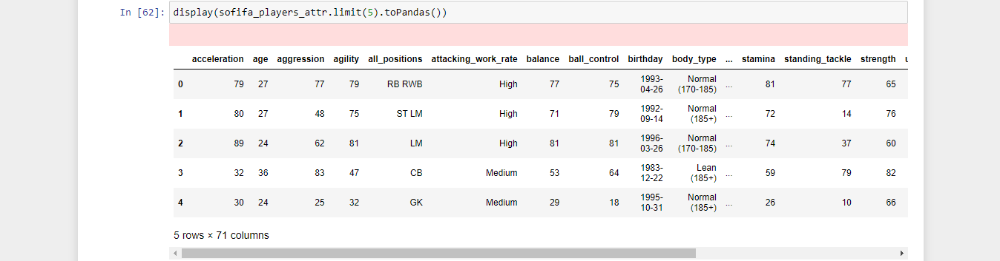 In [62]: display(sofifa_players_attr.limit(5).toPandas())
acceleration age aggression agility all_positions attacking_work_rate balance ball_control birthday body_type ... stamina standing_tackle strength
0 79 27 77 79 RB RWB High 77 75 1993-04-26 Normal (170-185) ... 81 77 65
1 80 27 48 75 ST LM High 71 79 1992-09-14 Normal (185+) ... 72 14 76
2 89 24 62 81 LM High 81 81 1996-03-26 Normal (170-185) ... 74 37 60
3 32 36 83 47 CB Medium 53 64 1983-12-22 Lean (185+) ... 59 79 82
4 30 24 25 32 GK Medium 29 18 1995-10-31 Normal (185+) ... 26 10 66
5 rows × 71 columns